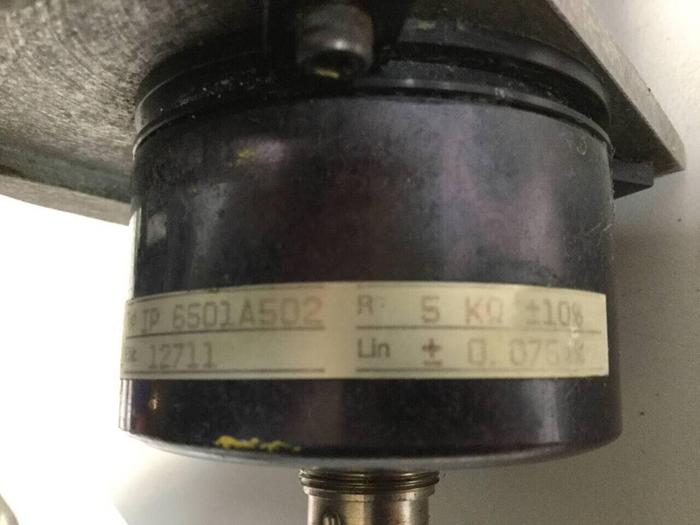 IP 6501A502 R 5 KΩ ±10%
12711 Lin ± 0.075%